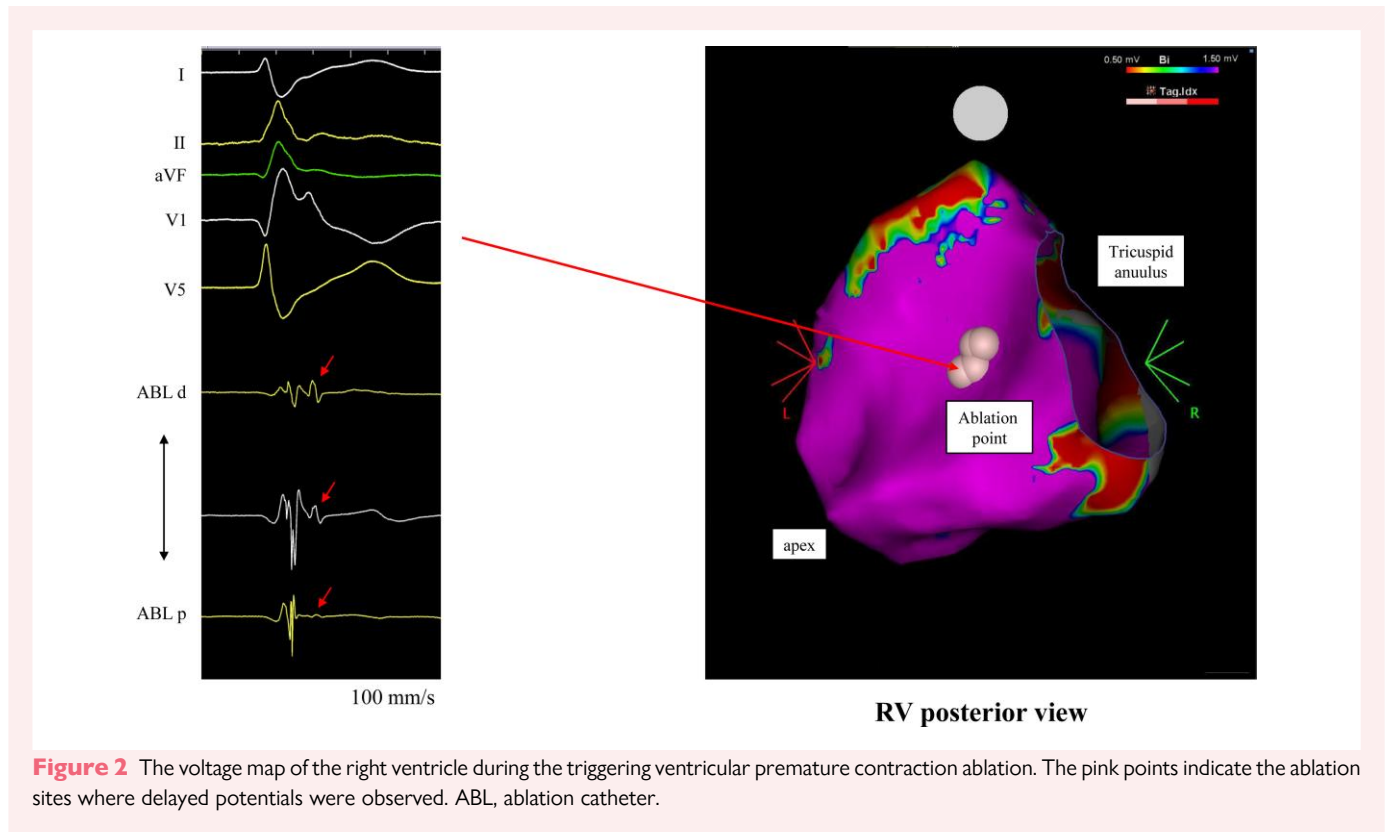 I
II
aVF
V1
V5
ABL d
ABL p
100 mm/s
0.50 mV Bi 1.50 mV
Tag.Idx
Tricuspid
anuulus
L
R
Ablation
point
apex
RV posterior view
Figure 2 The voltage map of the right ventricle during the triggering ventricular premature contraction ablation. The pink points indicate the ablation
sites where delayed potentials were observed. ABL, ablation catheter.